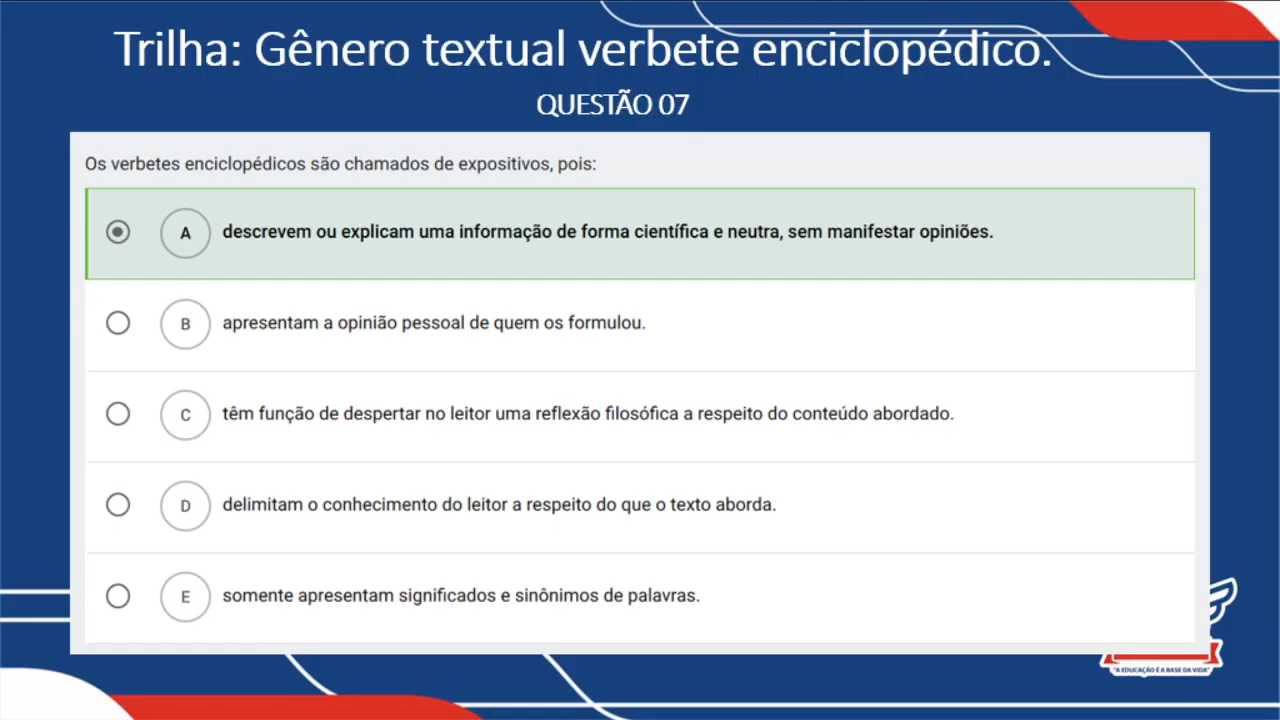 Trilha: Gênero textual verbete enciclopédico.
QUESTÃO 07
Os verbetes enciclopédicos são chamados de expositivos, pois:
A descrevem ou explicam uma informação de forma científica e neutra, sem manifestar opiniões.
B apresentam a opinião pessoal de quem os formulou.
C têm função de despertar no leitor uma reflexão filosófica a respeito do conteúdo abordado.
D delimitam o conhecimento do leitor a respeito do que o texto aborda.
E somente apresentam significados e sinônimos de palavras.
"A EDUCAÇÃO É A BASE DA VIDA"